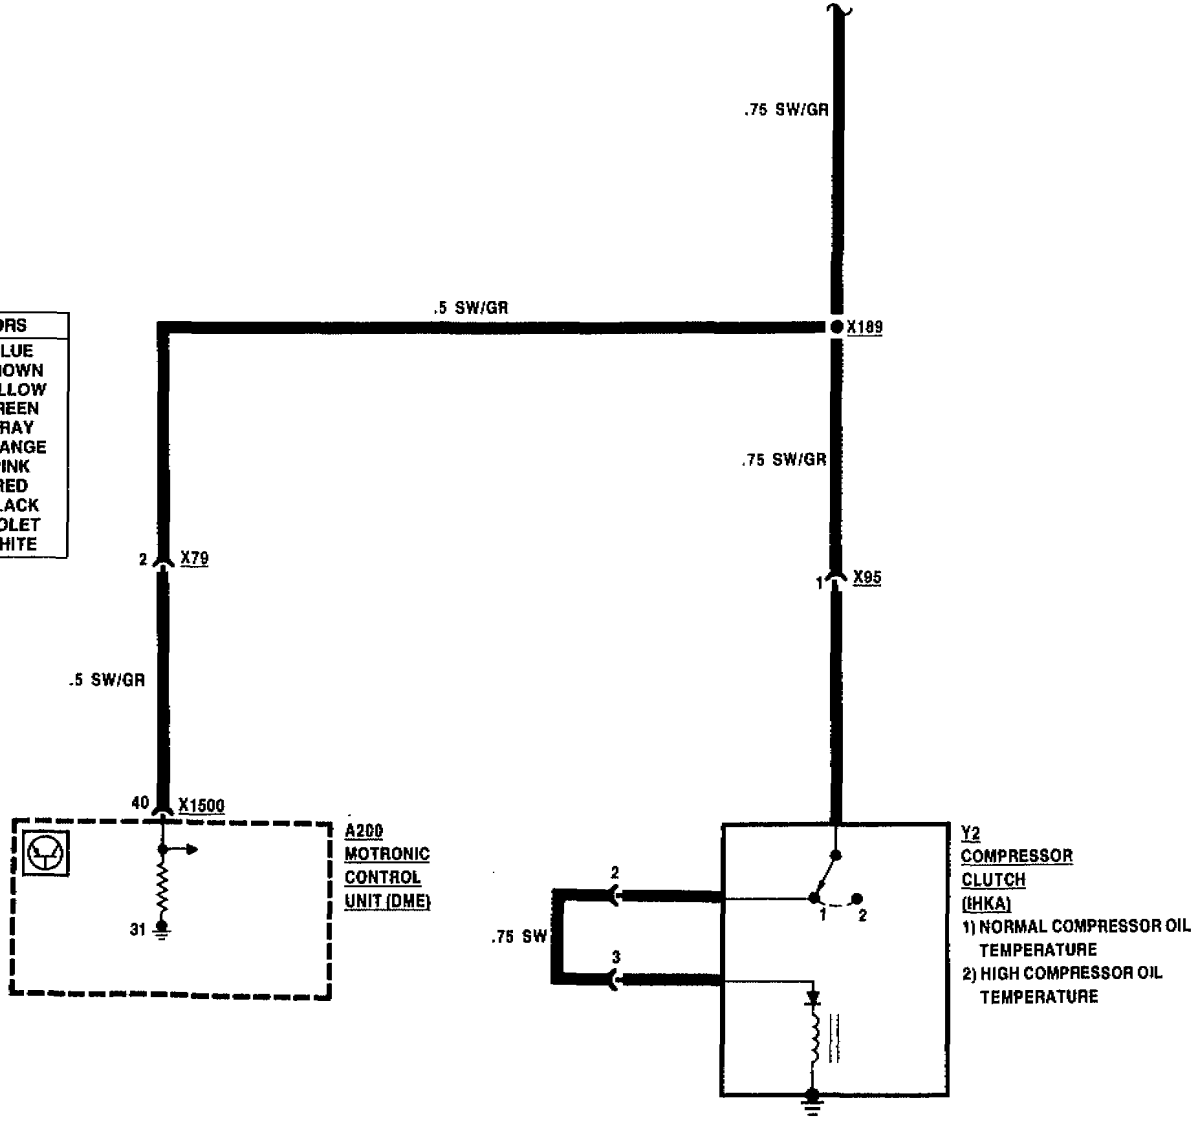 .75 SW/GR
.5 SW/GR
X189
ORS
LUE
OWN
LLOW
REEN
RAY
ANGE
PINK
RED
LACK
OLET
HITE
.75 SW/GR
2 X79
1 X95
.5 SW/GR
40 X1500
A200
MOTRONIC
CONTROL
UNIT (DME)
31
Y2
COMPRESSOR
CLUTCH
(IHKA)
1) NORMAL COMPRESSOR OIL
TEMPERATURE
2) HIGH COMPRESSOR OIL
TEMPERATURE
2
1 2
.75 SW
3